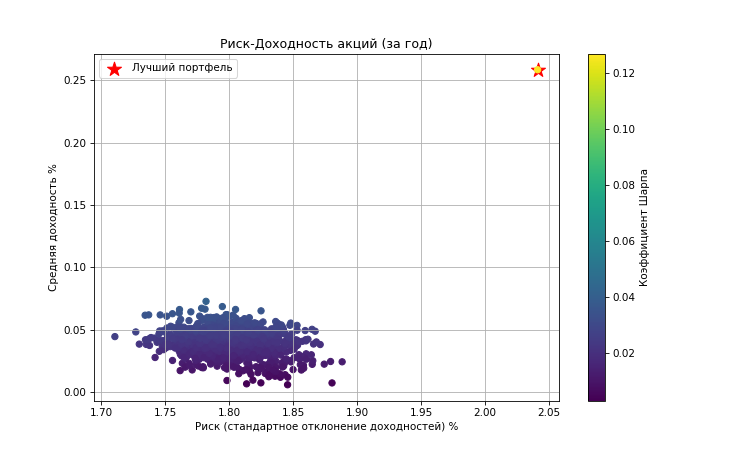 Риск-Доходность акций (за год)
Лучший портфель
0.25
0.20
0.15
0.10
0.05
0.00
Средняя доходность %
1.70 1.75 1.80 1.85 1.90 1.95 2.00 2.05
Риск (стандартное отклонение доходностей) %
0.12
0.10
0.08
0.06
0.04
0.02
Коэффициент Шарпа